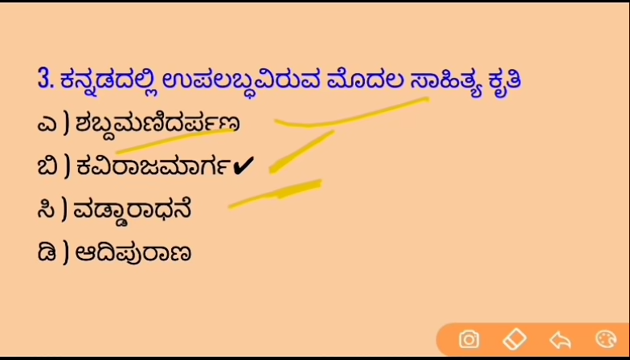 3. ಕನ್ನಡದಲ್ಲಿ ಉಪಲಬ್ಧವಿರುವ ಮೊದಲ ಸಾಹಿತ್ಯ ಕೃತಿ
ಎ ) ಶಬ್ದಮಣಿದರ್ಪಣ
ಬಿ ) ಕವಿರಾಜಮಾರ್ಗ✔
ಸಿ ) ವಡ್ಡಾರಾಧನೆ
ಡಿ ) ಆದಿಪುರಾಣ